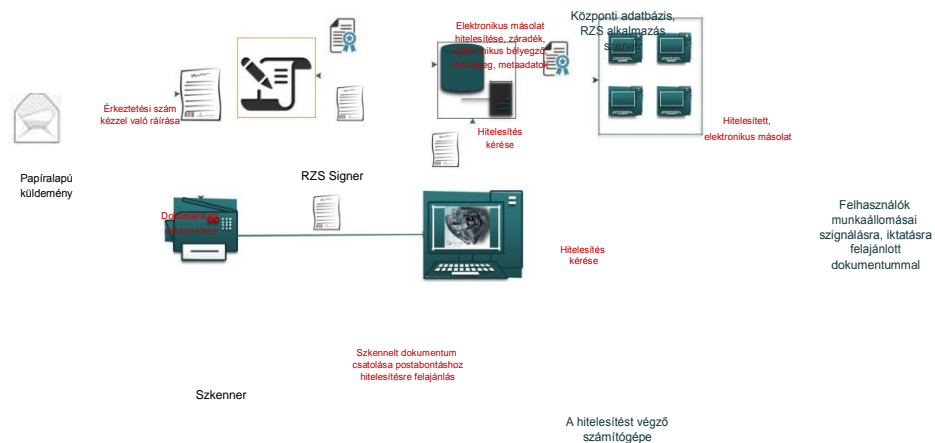 Központi adatbázis,
RZS alkalmazás
szerver
Elektronikus másolat
hitelesítése, záradék,
bélyegző,
metaadatok
Érkeztetési szám
kézzel való ráírása
Hitelesítés
kérése
Hitelesített,
elektronikus másolat
Papíralapú
küldemény
RZS Signer
Dokumentum
Hitelesítés
kérése
Felhasználók
munkaállomásai
szignálásra, iktatásra
felajánlott
dokumentummal
Szkennelt dokumentum
csatolása postabontáshoz
hitelesítésre felajánlás
Szkenner
A hitelesítést végző
számítógépe